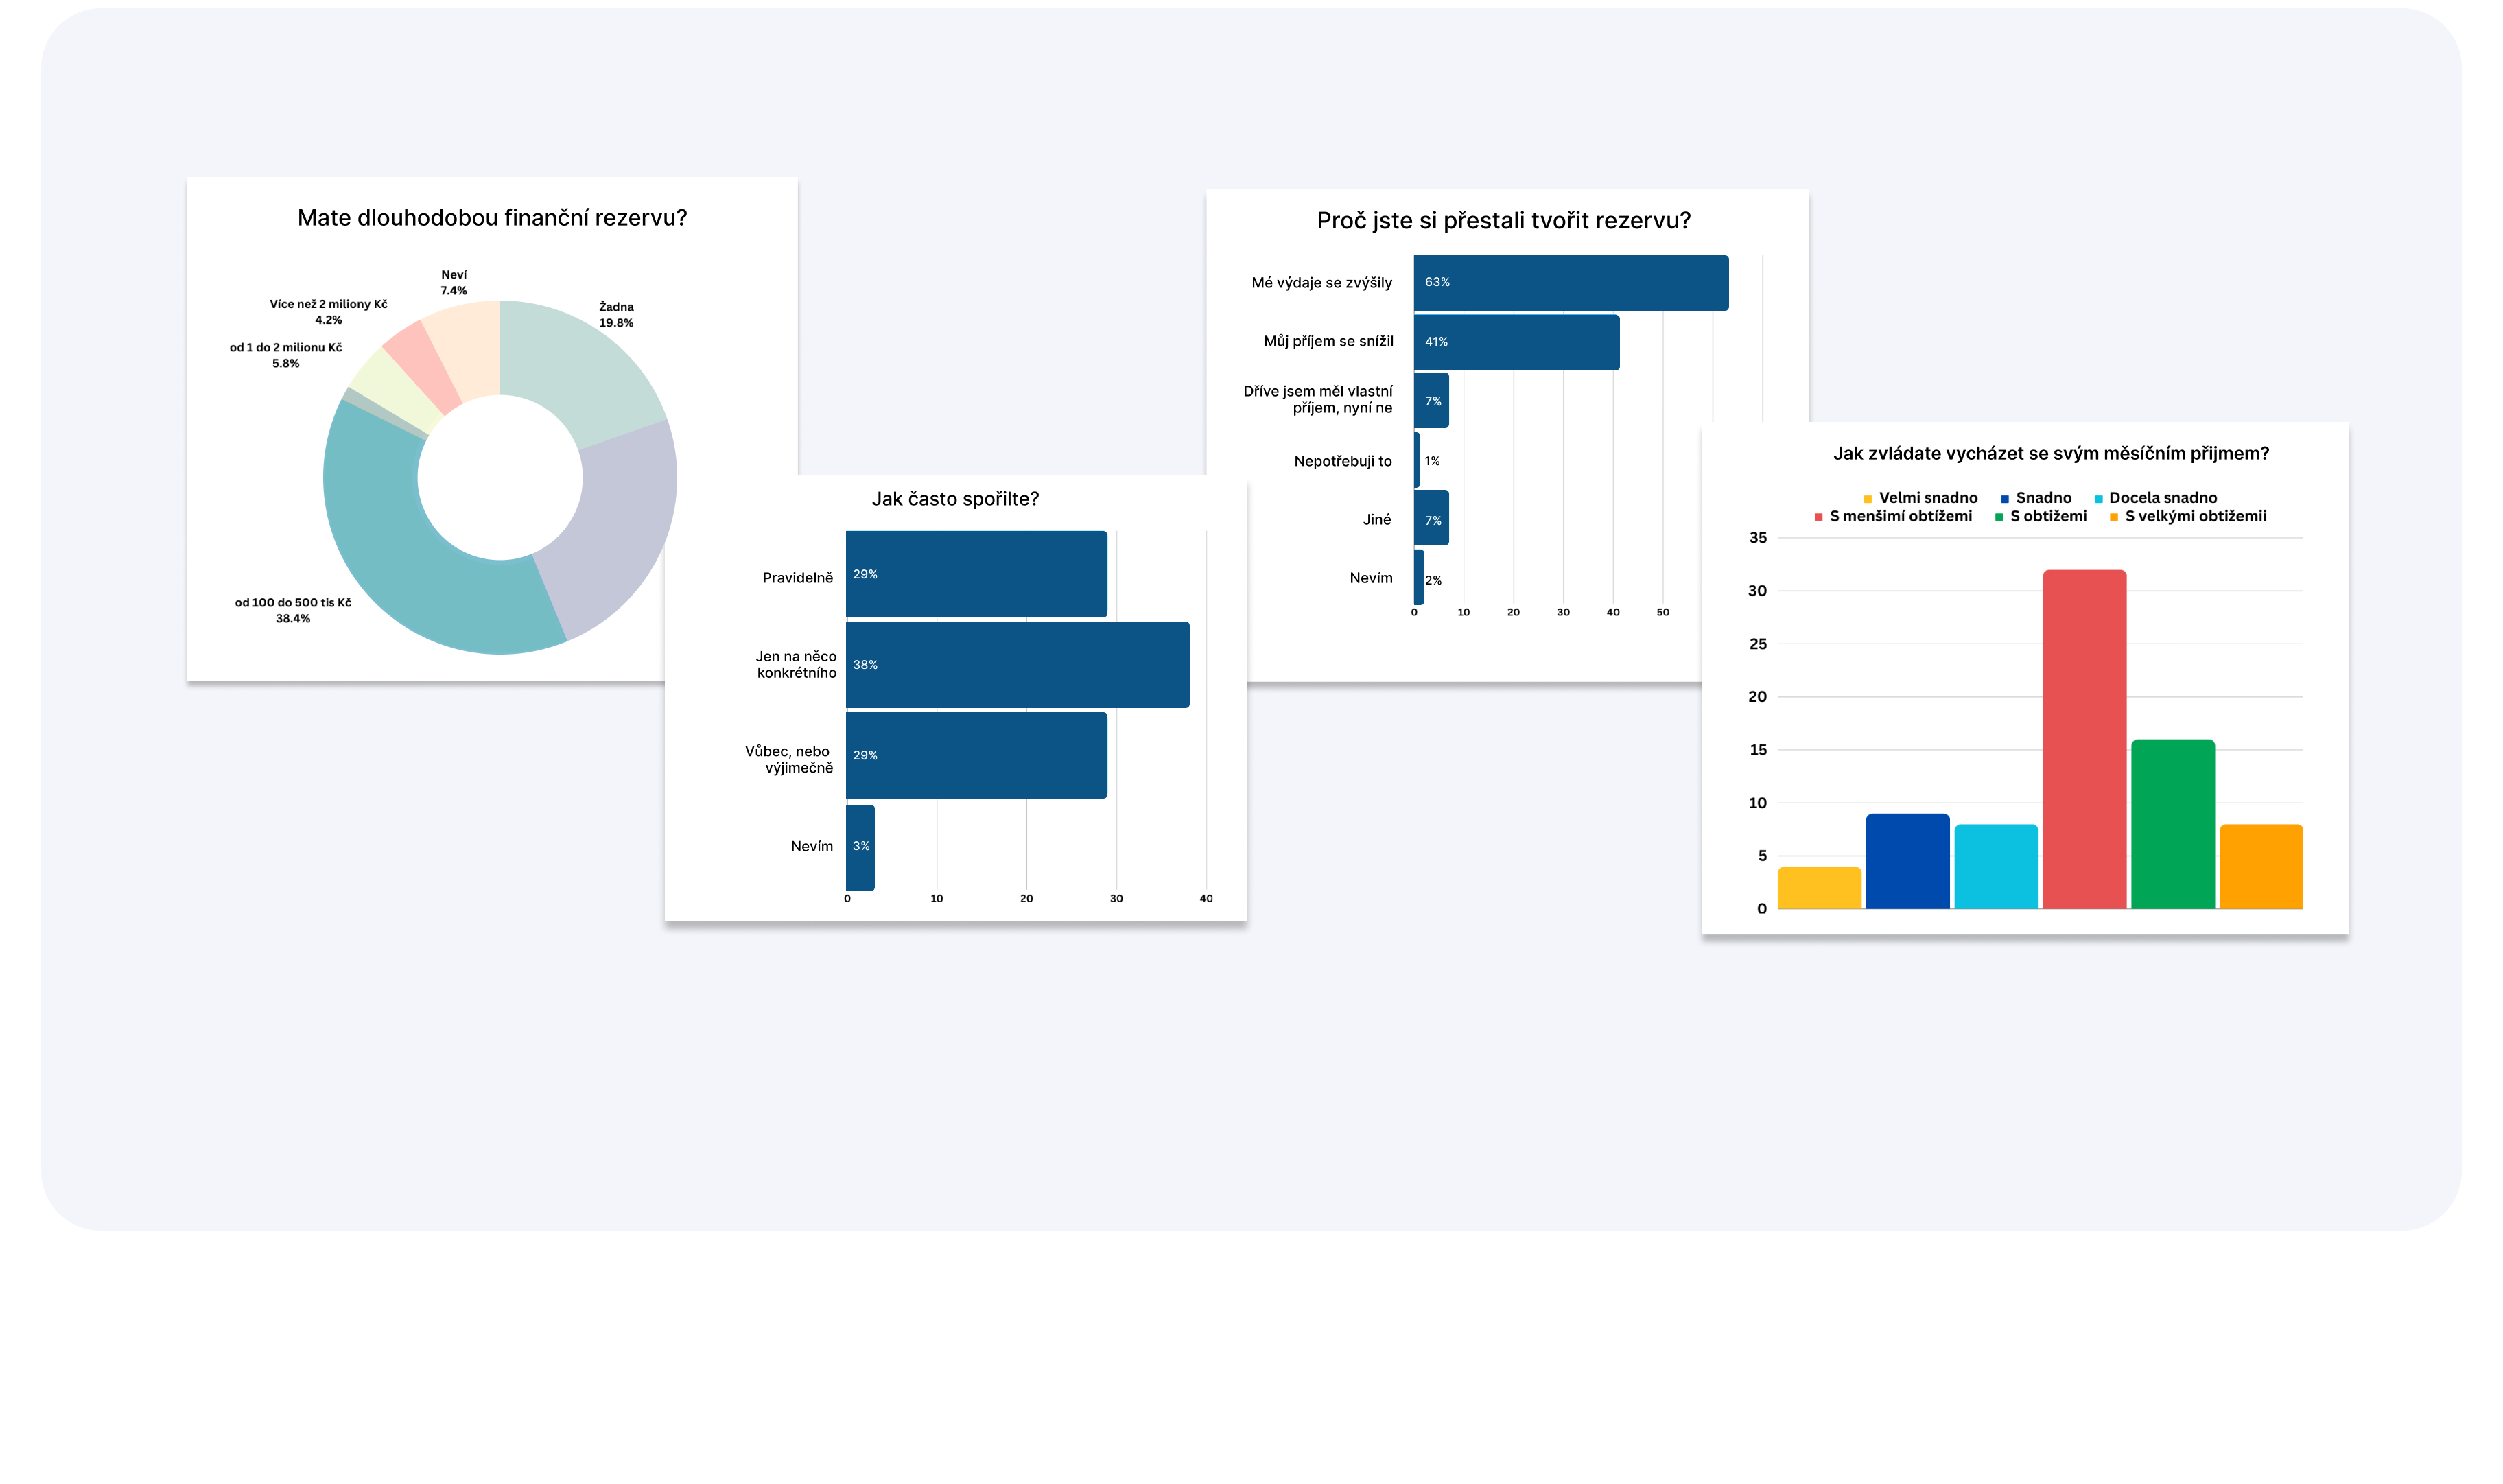 Mate dlouhodobou finanční rezervu?
Neví
7.4%
Více než 2 miliony Kč
4.2%
Žadna
19.8%
od 1 do 2 milionu Kč
5.8%
od 100 do 500 tis Kč
38.4%
Jak často spořilte?
Pravidelně
29%
Jen na něco
konkrétního
38%
Vůbec, nebo
výjimečně
29%
Nevím
3%
0 10 20 30 40
Proč jste si přestali tvořit rezervu?
Mé výdaje se zvýšily
63%
Můj příjem se snížil
41%
Dříve jsem měl vlastní
příjem, nyní ne
7%
Nepotřebuji to
1%
Jiné
7%
Nevím
2%
0 10 20 30 40 50
Jak zvládate vycházet se svým měsíčním přijmem?
Velmi snadno Snadno Docela snadno
S menšimí obtížemi S obtižemi S velkými obtižemii
35
30
25
20
15
10
5
0